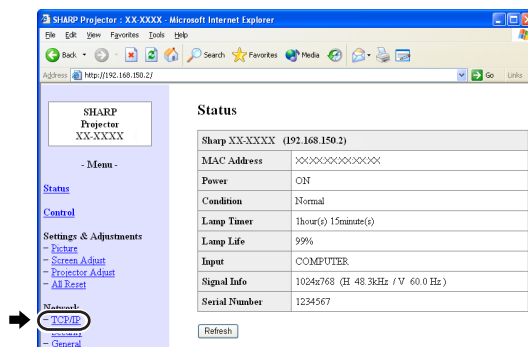 SHARP Projector : XX-XXXX - Microsoft Internet Explorer
File Edit View Favorites Tools Help
Back Search Favorites Media
Address http://192.168.150.2/ Go Links
SHARP
Projector
XX-XXXX
- Menu -
Status
Control
Settings & Adjustments
- Picture
- Screen Adjust
- Projector Adjust
- All Reset
Network
- TCP/IP
- Security
- General
Status
Sharp XX-XXXX (192.168.150.2)
MAC Address XXXXXXXXXXXX
Power ON
Condition Normal
Lamp Timer 1hour(s) 15minute(s)
Lamp Life 99%
Input COMPUTER
Signal Info 1024x768 (H 48.3kHz / V 60.0 Hz )
Serial Number 1234567
Refresh